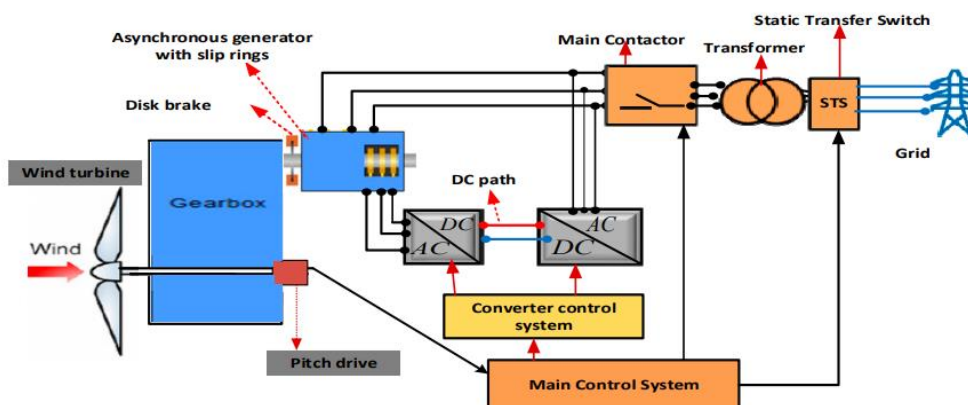 Static Transfer Switch
Asynchronous generator
with slip rings
Main Contactor
Transformer
Disk brake
STS
Grid
Wind turbine
Gearbox
DC path
DC
AC
AC
DC
Wind
Converter control
system
Pitch drive
Main Control System